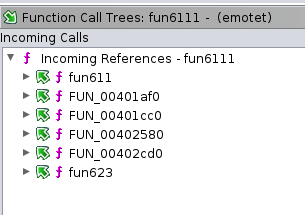 Function Call Trees: fun6111 - (emotet)
Incoming Calls
Incoming References - fun6111
fun611
FUN_00401af0
FUN_00401cc0
FUN_00402580
FUN_00402cd0
fun623